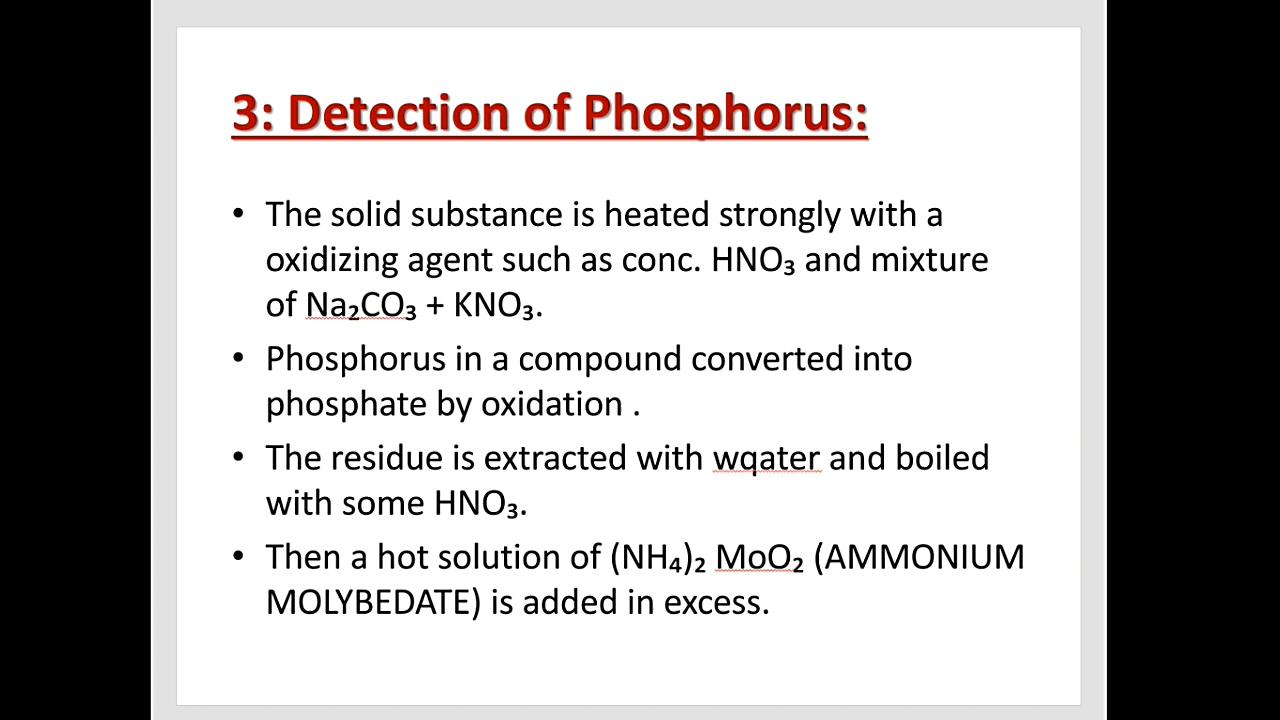 3: Detection of Phosphorus:
• The solid substance is heated strongly with a
oxidizing agent such as conc. HNO₃ and mixture
of Na₂CO₃ + KNO₃.
• Phosphorus in a compound converted into
phosphate by oxidation .
• The residue is extracted with wqater and boiled
with some HNO₃.
• Then a hot solution of (NH₄)₂ MoO₂ (AMMONIUM
MOLYBEDATE) is added in excess.